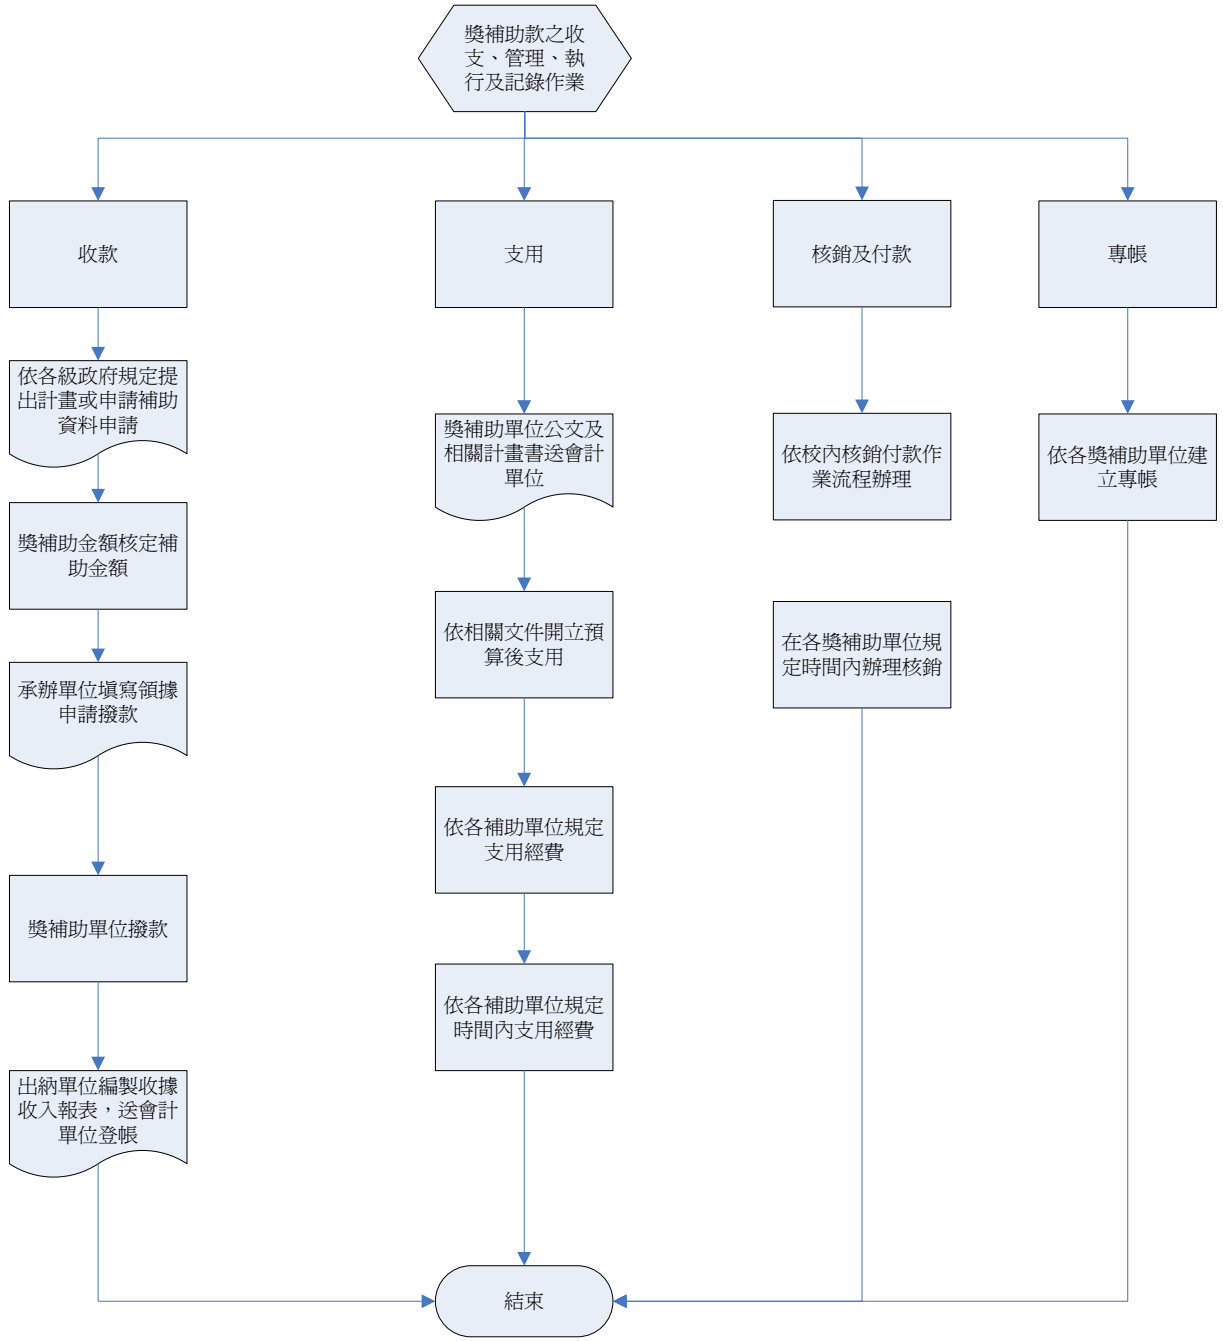 獎補助款之收
支、管理、執
行及記錄作業
收款
支用
核銷及付款
專帳
依各級政府規定提
出計畫或申請補助
資料申請
獎補助單位公文及
相關計畫書送會計
單位
依校內核銷付款作
業流程辦理
依各獎補助單位建
立專帳
獎補助金額核定補
助金額
依相關文件開立預
算後支用
在各獎補助單位規
定時間內辦理核銷
承辦單位填寫領據
申請撥款
依各補助單位規定
支用經費
獎補助單位撥款
依各補助單位規定
時間內支用經費
出納單位編製收據
收入報表，送會計
單位登帳
結束